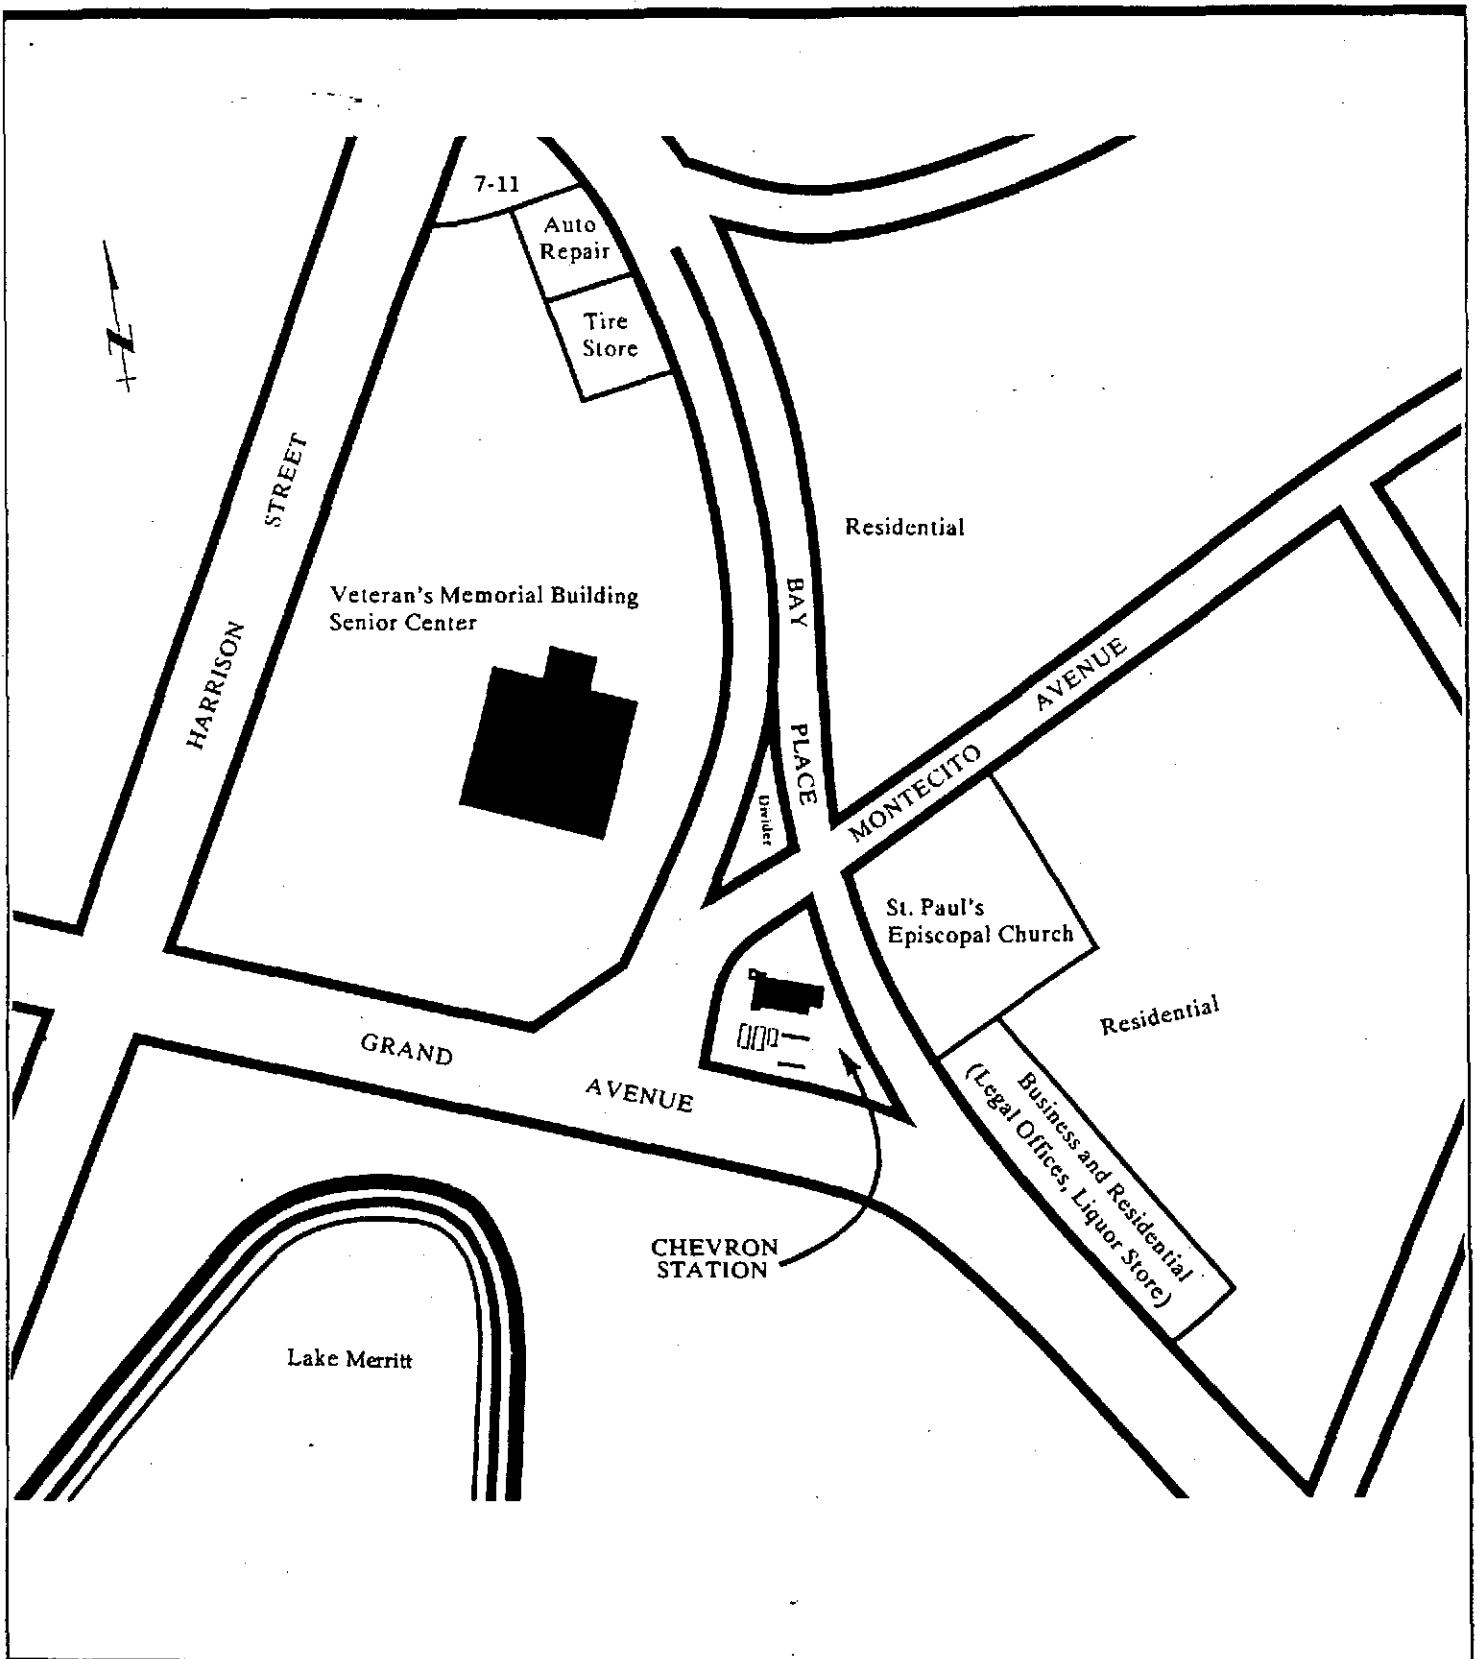 7-11
Auto
Repair
Tire
Store
N
HARRISON STREET
Residential
Veteran's Memorial Building
Senior Center
BAY PLACE
MONTECITO AVENUE
Divider
St. Paul's
Episcopal Church
Residential
GRAND AVENUE
Business and Residential
(Legal Offices, Liquor Store)
CHEVRON
STATION
Lake Merritt